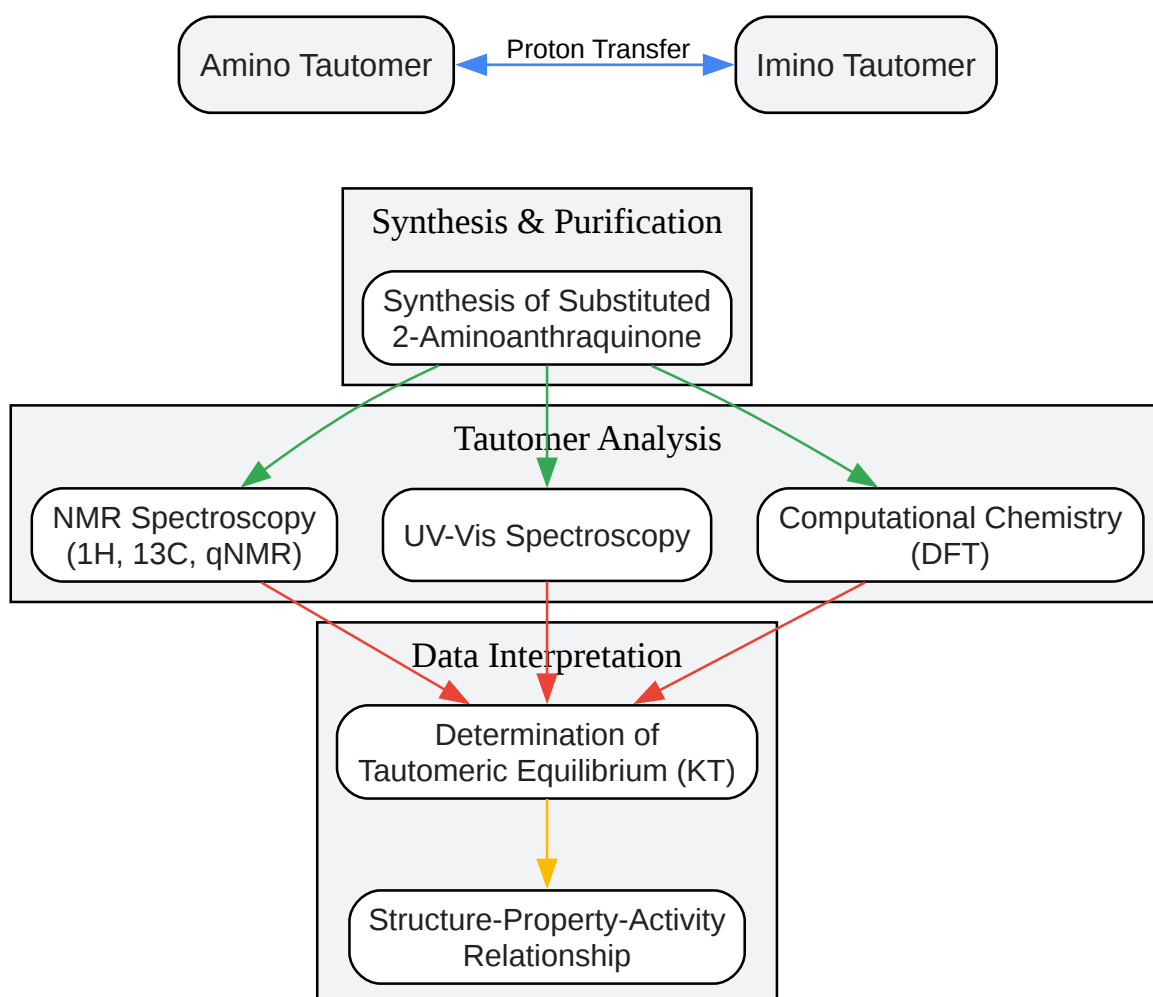 Amino Tautomer
Proton Transfer
Imino Tautomer
Synthesis & Purification
Synthesis of Substituted
2-Aminoanthraquinone
Tautomer Analysis
NMR Spectroscopy
(1H, 13C, qNMR)
UV-Vis Spectroscopy
Computational Chemistry
(DFT)
Data Interpretation
Determination of
Tautomeric Equilibrium (KT)
Structure-Property-Activity
Relationship